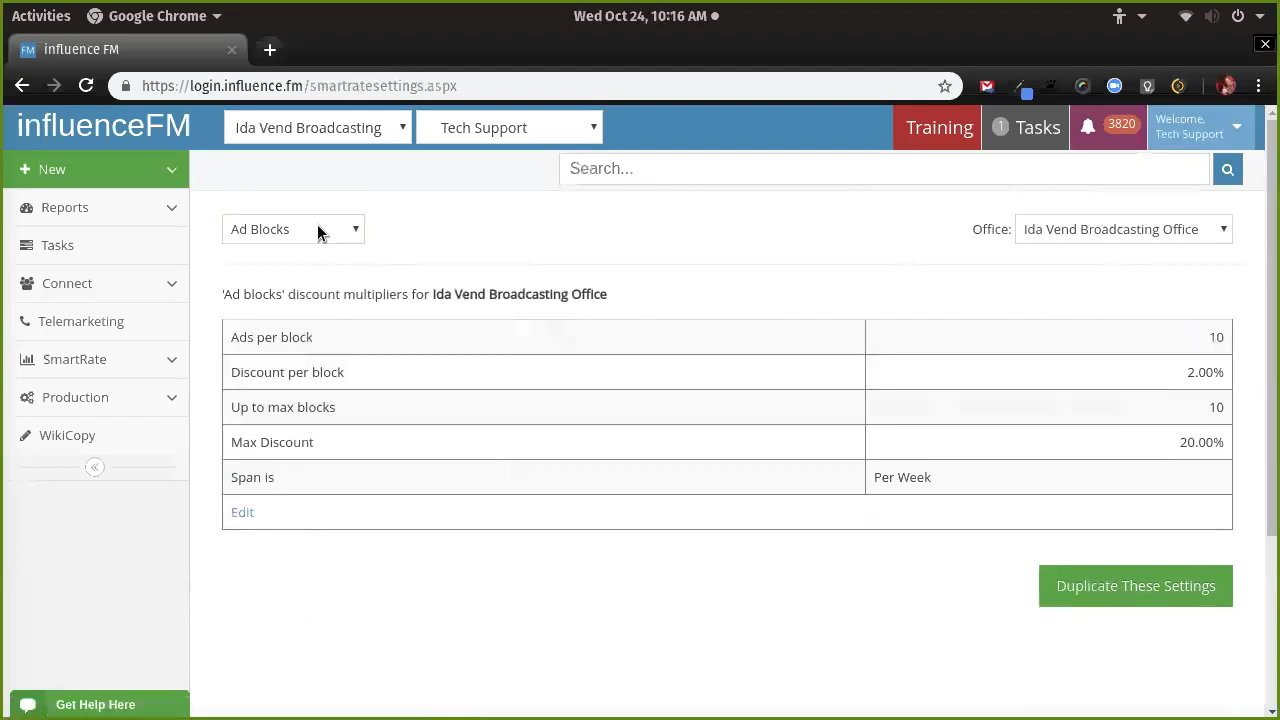 Activities Google Chrome Wed Oct 24, 10:16 AM
FM influence FM
https://login.influence.fm/smartratesettings.aspx
influenceFM Ida Vend Broadcasting Tech Support Training 1 Tasks 3820 Welcome, Tech Support
New
Search...
Reports
Ad Blocks Office: Ida Vend Broadcasting Office
Tasks
Connect
'Ad blocks' discount multipliers for Ida Vend Broadcasting Office
Telemarketing
Ads per block 10
SmartRate
Discount per block 2.00%
Production
Up to max blocks 10
WikiCopy
Max Discount 20.00%
Span is Per Week
Edit
Duplicate These Settings
Get Help Here